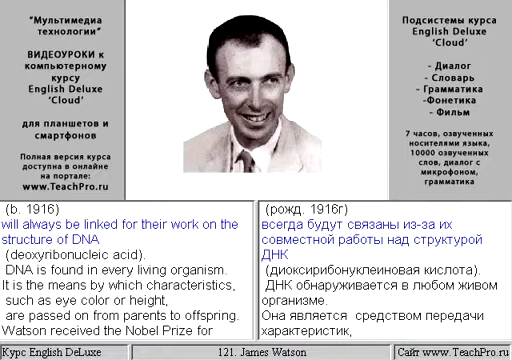 "Мультимедиа
технологии"
ВИДЕОУРОКИ к
компьютерному
курсу
English Deluxe
'Cloud'
для планшетов и
смартфонов
Полная версия курса
доступна в онлайне
на портале:
www.TeachPro.ru
Подсистемы курса
English Deluxe
'Cloud'
- Диалог
- Словарь
- Грамматика
-Фонетика
- Фильм
7 часов, озвученных
носителями языка,
10000 озвученных
слов, диалог с
микрофоном,
грамматика
(b. 1916)
will always be linked for their work on the
structure of DNA
(deoxyribonucleic acid).
DNA is found in every living organism.
It is the means by which characteristics,
such as eye color or height,
are passed on from parents to offspring.
Watson received the Nobel Prize for
(рожд. 1916г)
всегда будут связаны из-за их
совместной работы над структурой
ДНК
(диоксирибонуклеиновая кислота).
ДНК обнаруживается в любом живом
организме.
Она является средством передачи
характеристик,
Курс English DeLuxe
121. James Watson
Сайт www.TeachPro.ru